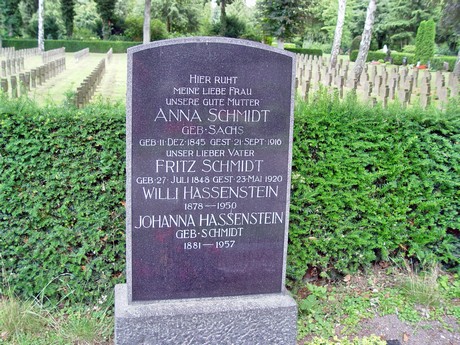 Hier ruht
meine liebe Frau
unsere gute Mutter
Anna Schmidt
geb·Sachs
geb·11·Dez·1845 gest·21·Sept·1916
unser lieber Vater
Fritz Schmidt
geb·27·Juli 1848 gest·23·Mai 1920
Willi Hassenstein
1878—1950
Johanna Hassenstein
geb·Schmidt
1881—1957